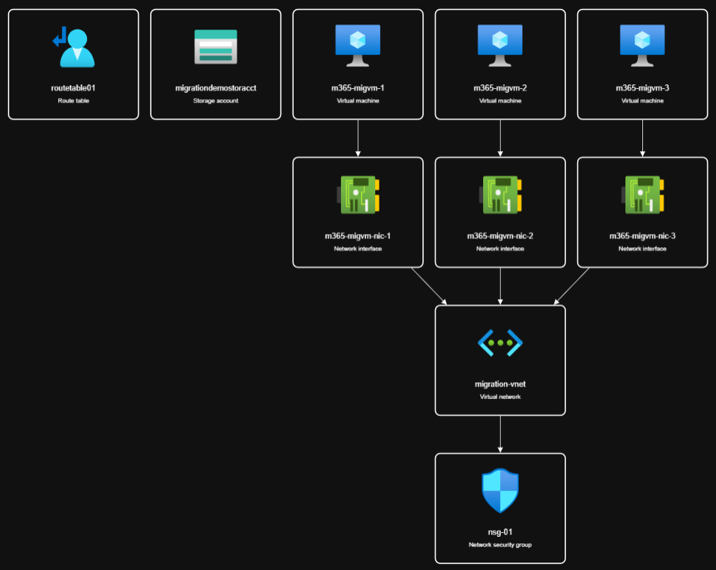 routetable01
Route table
migrationdemostoracct
Storage account
m365-migvm-1
Virtual machine
m365-migvm-2
Virtual machine
m365-migvm-3
Virtual machine
m365-migvm-nic-1
Network interface
m365-migvm-nic-2
Network interface
m365-migvm-nic-3
Network interface
migration-vnet
Virtual network
nsg-01
Network security group